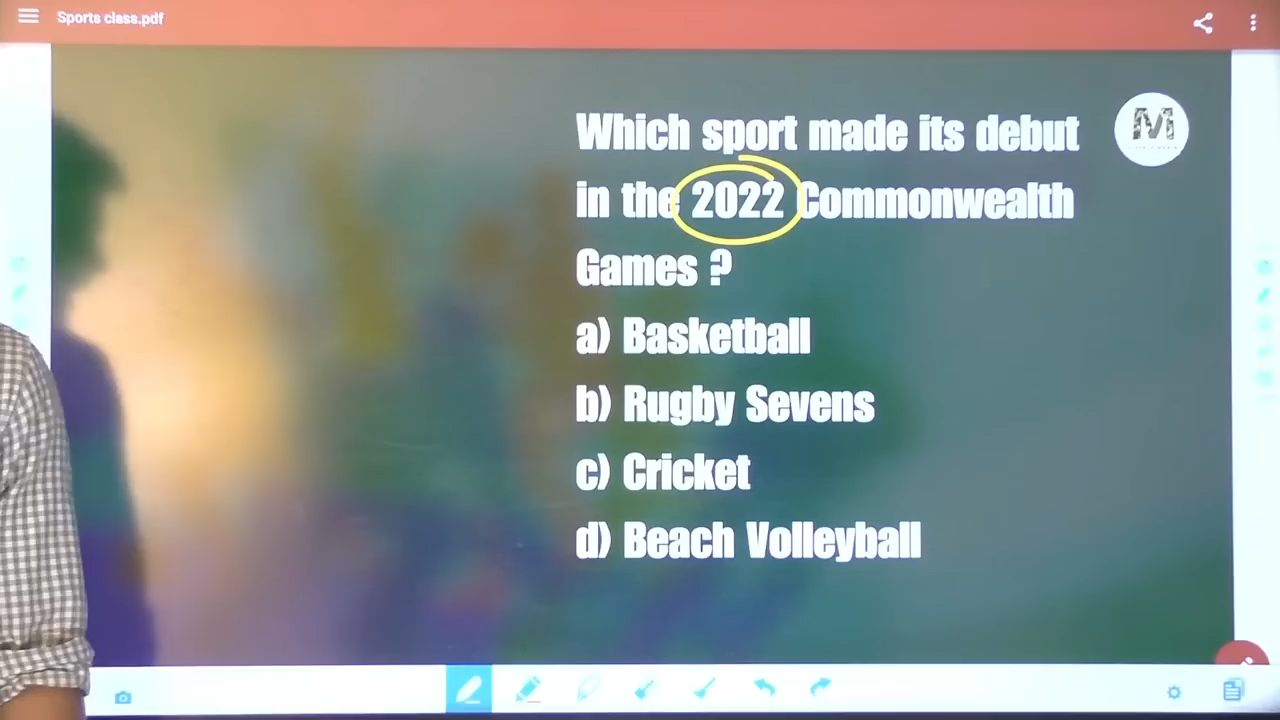 Sports class.pdf
Which sport made its debut
in the 2022 Commonwealth
Games ?
a) Basketball
b) Rugby Sevens
c) Cricket
d) Beach Volleyball